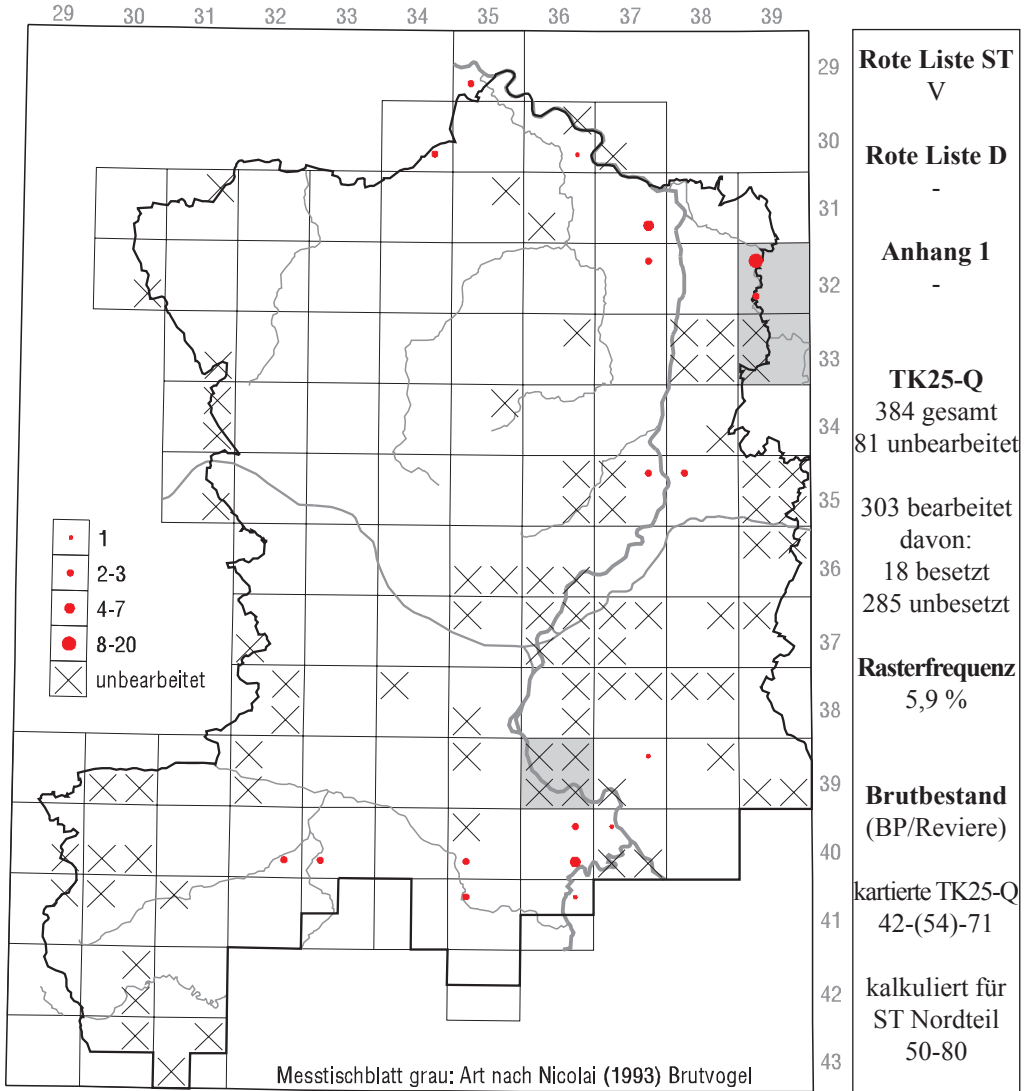 29 30 31 32 33 34 35 36 37 38 39
29
30
31
32
33
34
35
36
37
38
39
40
41
42
43
1
2-3
4-7
8-20
unbearbeitet
Messtischblatt grau: Art nach Nicolai (1993) Brutvogel
Rote Liste ST
V
Rote Liste D
-
Anhang 1
-
TK25-Q
384 gesamt
81 unbearbeitet
303 bearbeitet
davon:
18 besetzt
285 unbesetzt
Rasterfrequenz
5,9 %
Brutbestand
(BP/Reviere)
kartierte TK25-Q
42-(54)-71
kalkuliert für
ST Nordteil
50-80